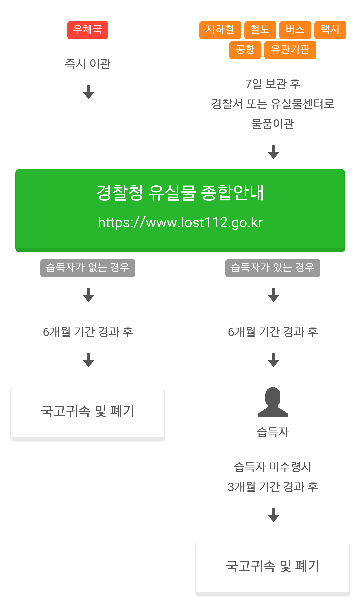 우체국
즉시 이관
지하철 철도 버스 택시
공항 유관기관
7일 보관 후
경찰서 또는 유실물센터로
물품이관
경찰청 유실물 종합안내
https://www.lost112.go.kr
습득자가 없는 경우
6개월 기간 경과 후
국고귀속 및 폐기
습득자가 있는 경우
6개월 기간 경과 후
습득자
습득자 미수령시
3개월 기간 경과 후
국고귀속 및 폐기